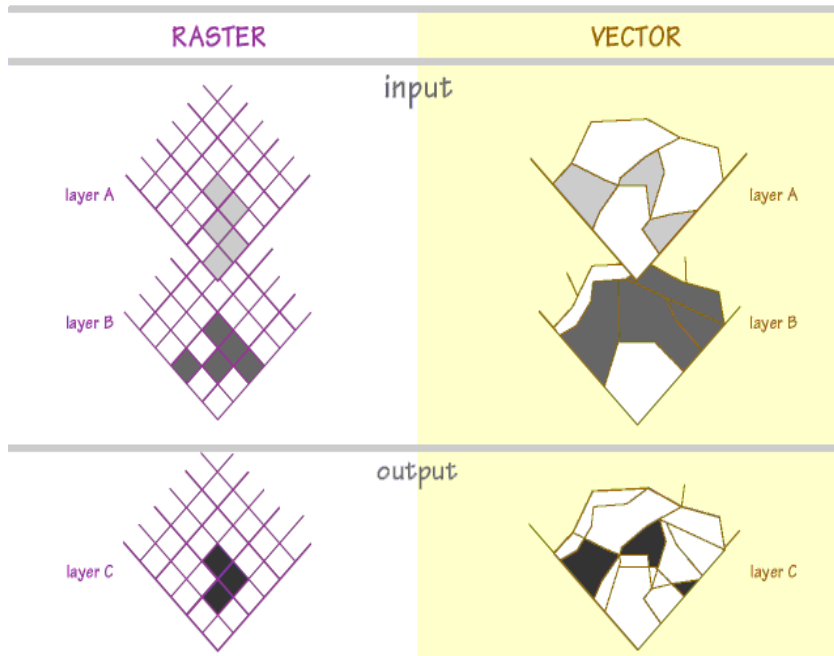 RASTER VECTOR
input
layer A layer A
layer B layer B
output
layer C layer C